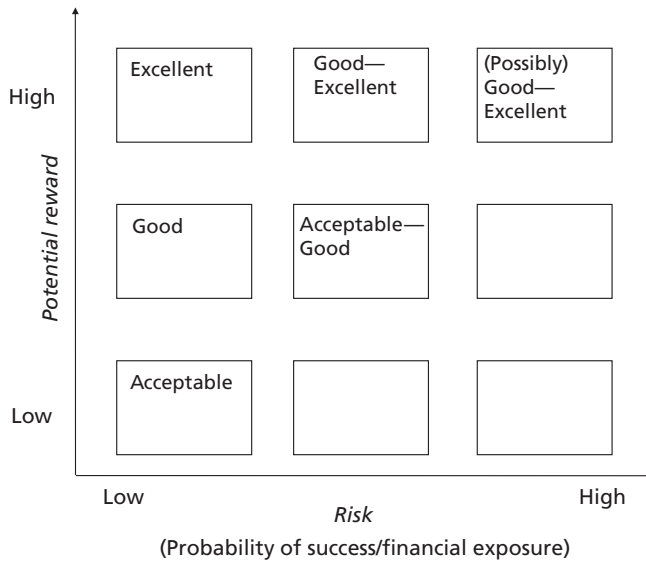 High
Excellent
Good—
Excellent
(Possibly)
Good—
Excellent
Potential reward
Good
Acceptable—
Good
Acceptable
Low
Low
High
Risk
(Probability of success/financial exposure)